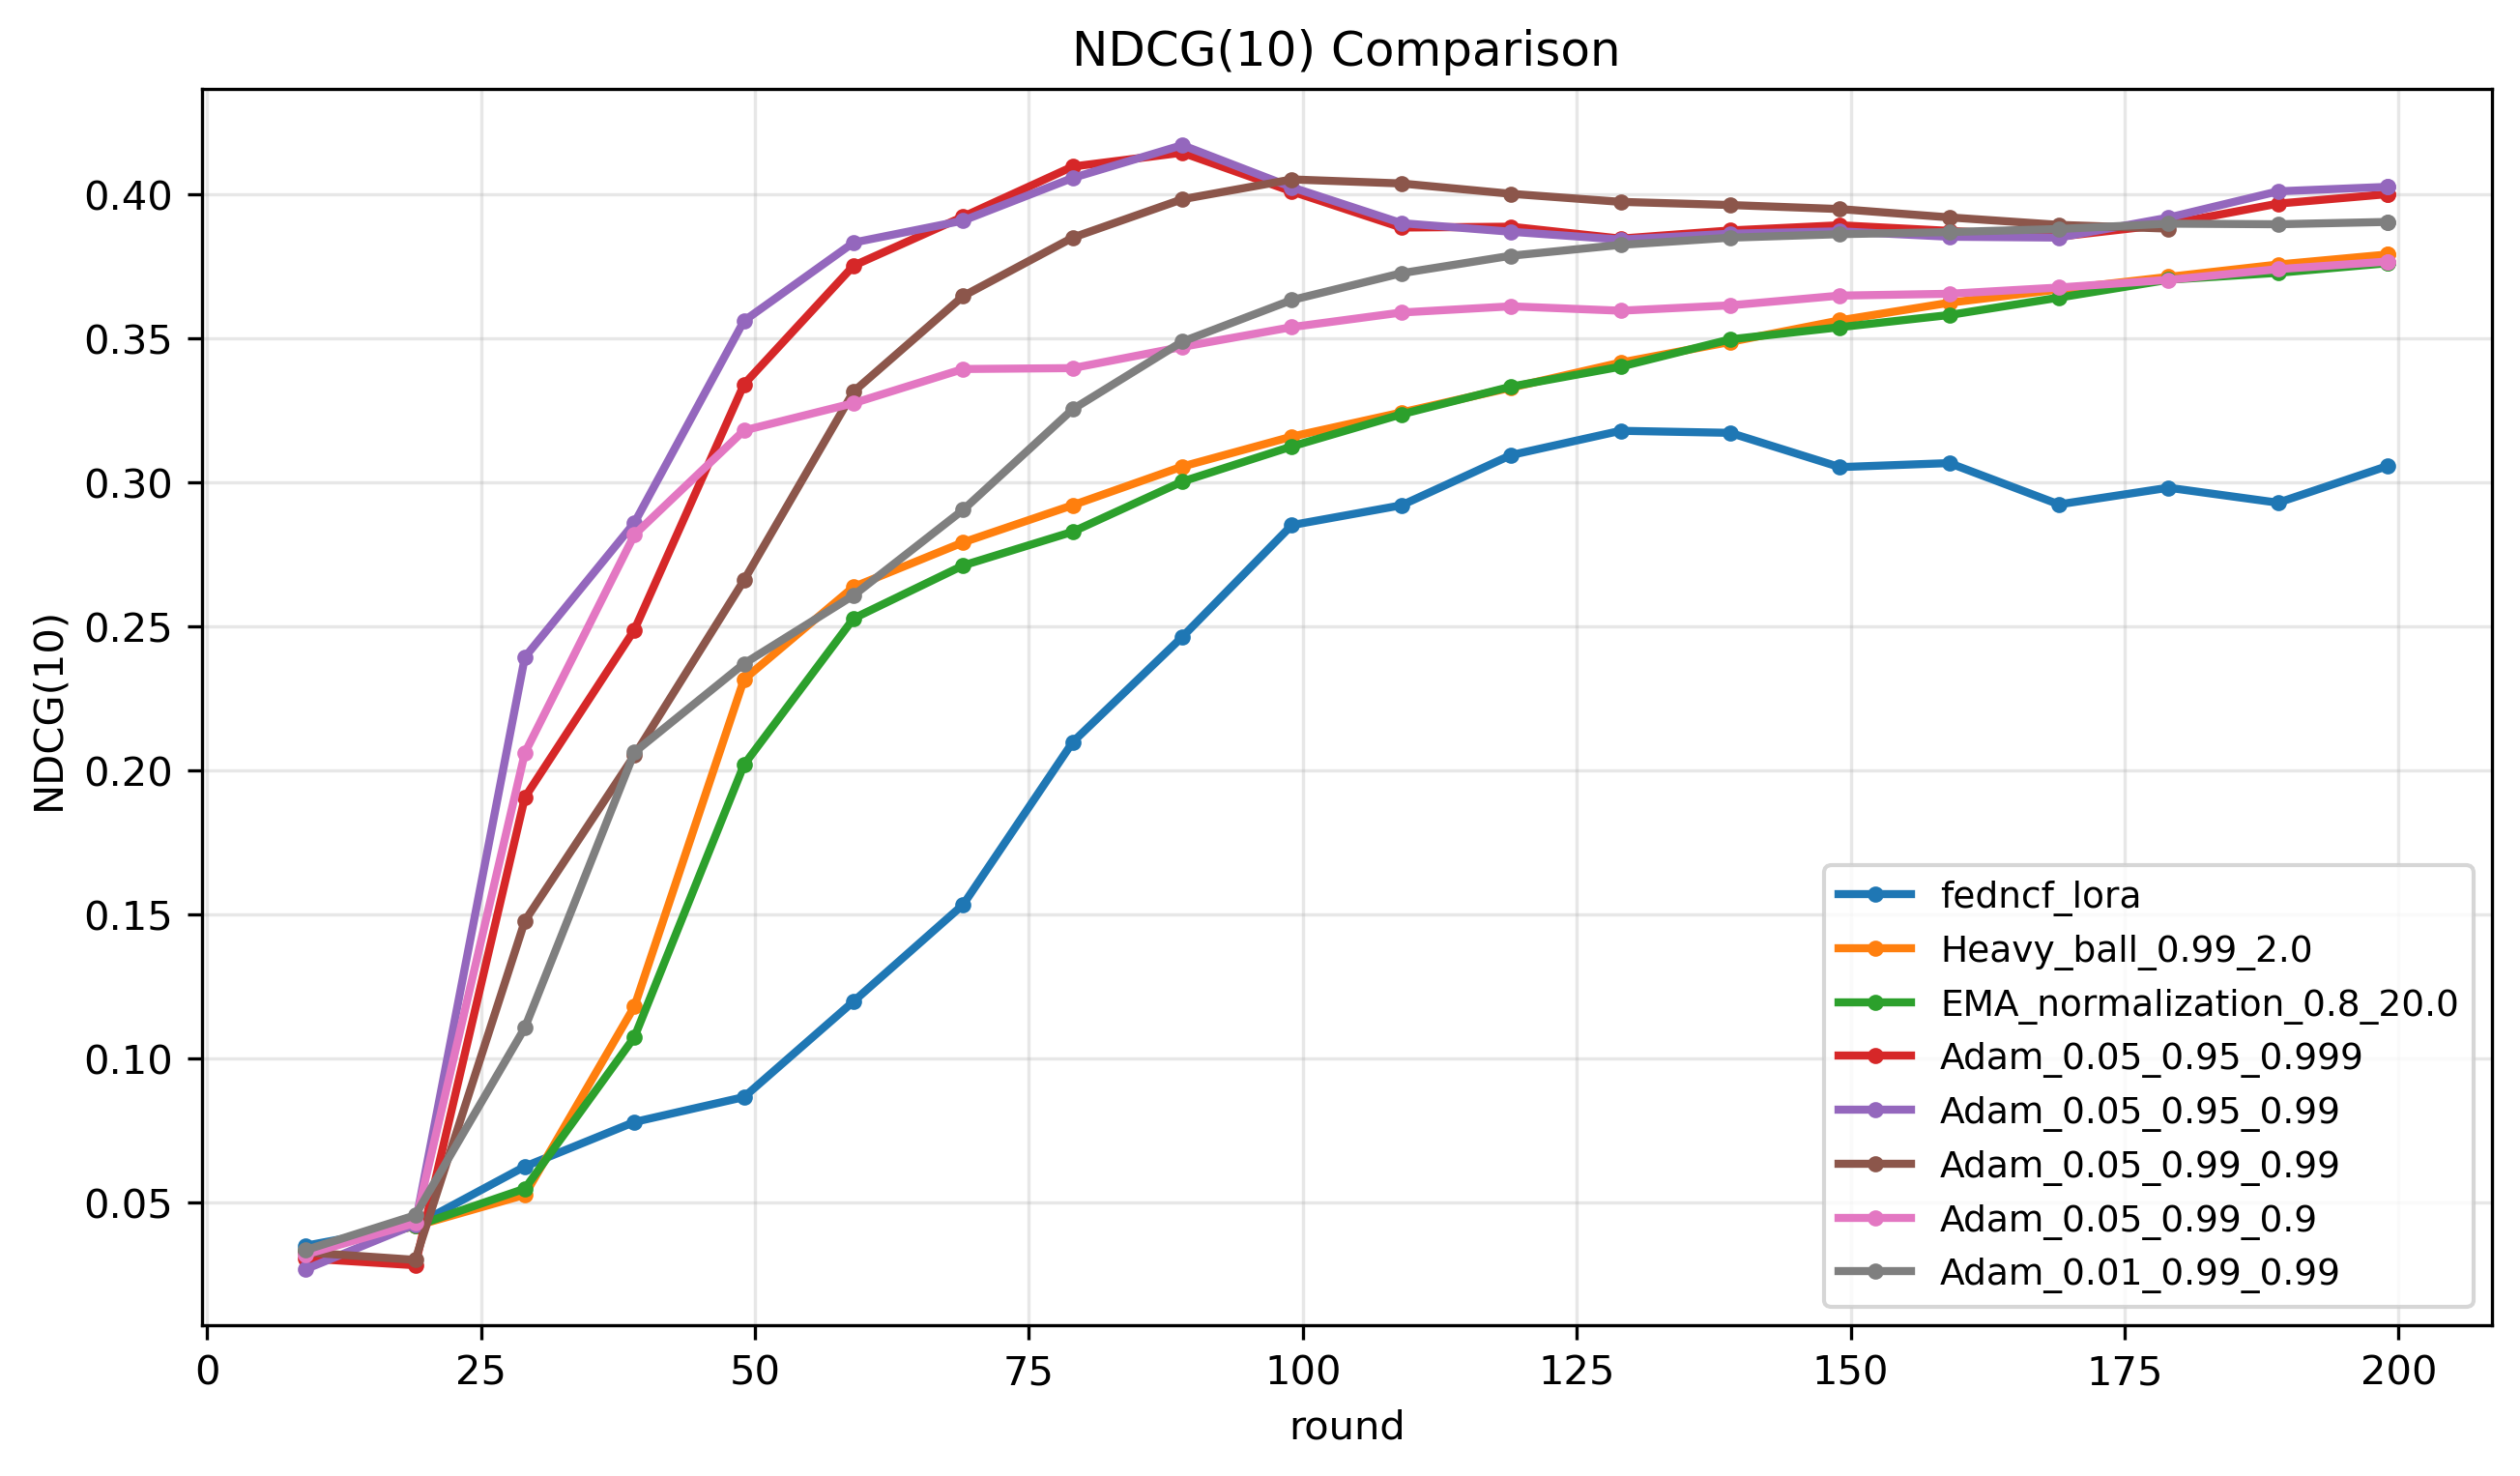 NDCG(10) Comparison
NDCG(10)
0.40
0.35
0.30
0.25
0.20
0.15
0.10
0.05
0 25 50 75 100 125 150 175 200
round
fedncf_lora
Heavy_ball_0.99_2.0
EMA_normalization_0.8_20.0
Adam_0.05_0.95_0.999
Adam_0.05_0.95_0.99
Adam_0.05_0.99_0.99
Adam_0.05_0.99_0.9
Adam_0.01_0.99_0.99